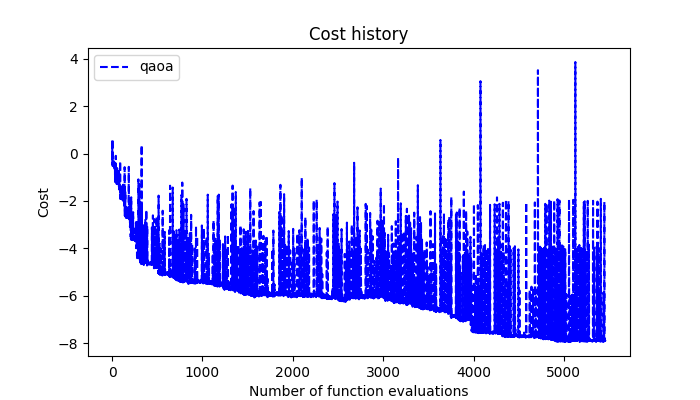 Cost history
qaoa
4
2
0
−2
−4
−6
−8
Cost
0 1000 2000 3000 4000 5000
Number of function evaluations